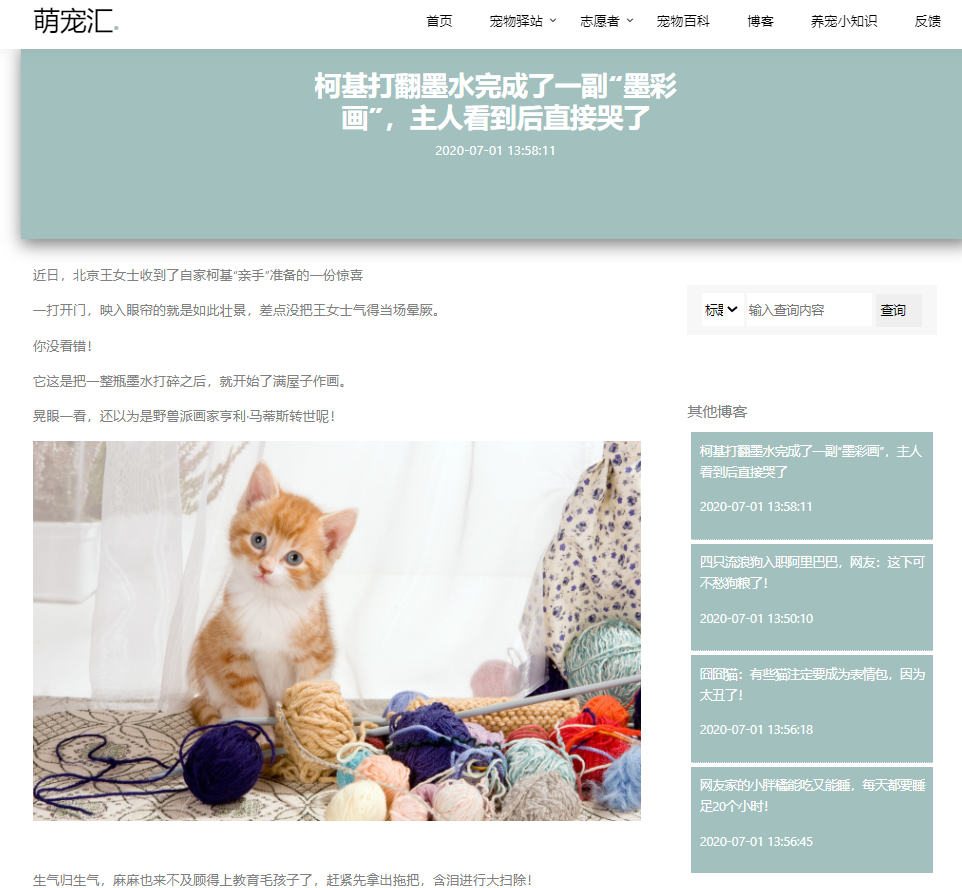 萌宠汇.
首页 宠物驿站 志愿者 宠物百科 博客 养宠小知识 反馈
柯基打翻墨水完成了一副“墨彩
画”，主人看到后直接哭了
2020-07-01 13:58:11
近日，北京王女士收到了自家柯基“亲手”准备的一份惊喜
一打开门，映入眼帘的就是如此壮景，差点没把王女士气得当场晕厥。
你没看错！
它这是把一整瓶墨水打碎之后，就开始了满屋子作画。
晃眼一看，还以为是野兽派画家亨利·马蒂斯转世呢！
生气归生气，麻麻也来不及顾得上教育毛孩子了，赶紧先拿出拖把，含泪进行大扫除！
标题 输入查询内容 查询
其他博客
柯基打翻墨水完成了一副“墨彩画”，主人
看到后直接哭了
2020-07-01 13:58:11
四只流浪狗入职阿里巴巴，网友：这下可
不愁狗粮了！
2020-07-01 13:50:10
囧囧猫：有些猫注定要成为表情包，因为
太丑了！
2020-07-01 13:56:18
网友家的小胖橘能吃又能睡，每天都要睡
足20个小时！
2020-07-01 13:56:45